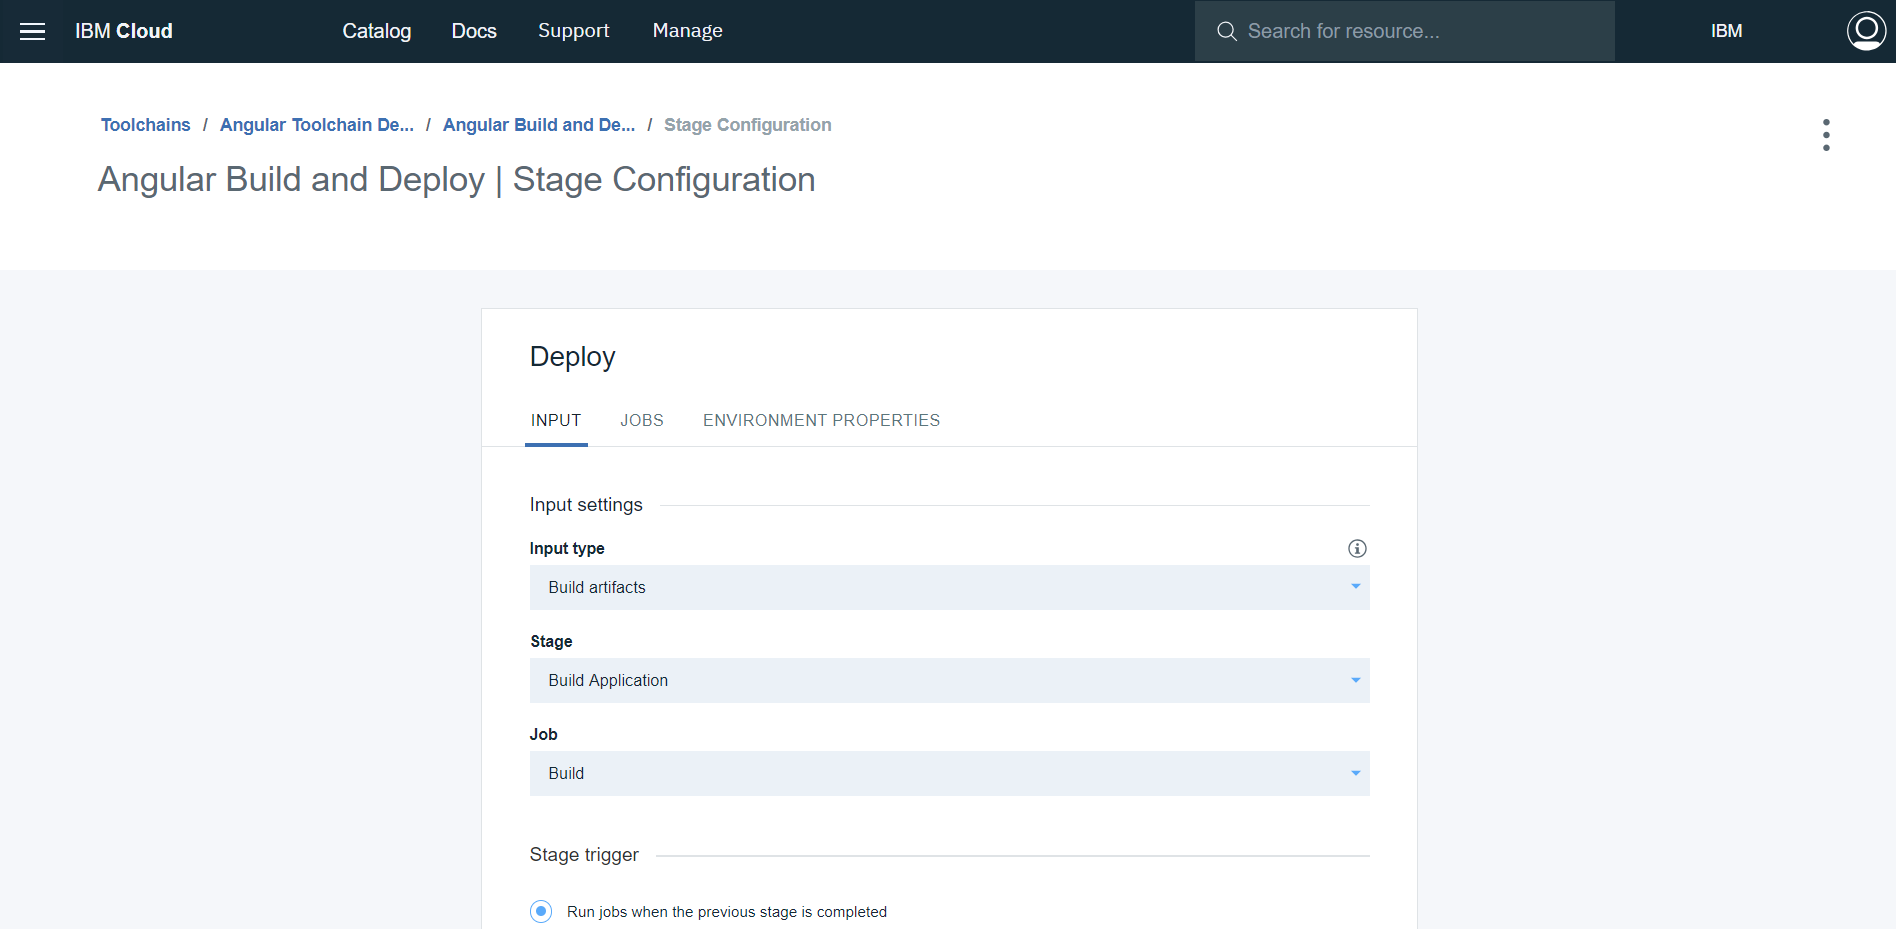 IBM Cloud Catalog Docs Support Manage Search for resource... IBM
Toolchains / Angular Toolchain De... / Angular Build and De... / Stage Configuration
Angular Build and Deploy | Stage Configuration
Deploy
INPUT JOBS ENVIRONMENT PROPERTIES
Input settings
Input type
Build artifacts
Stage
Build Application
Job
Build
Stage trigger
Run jobs when the previous stage is completed